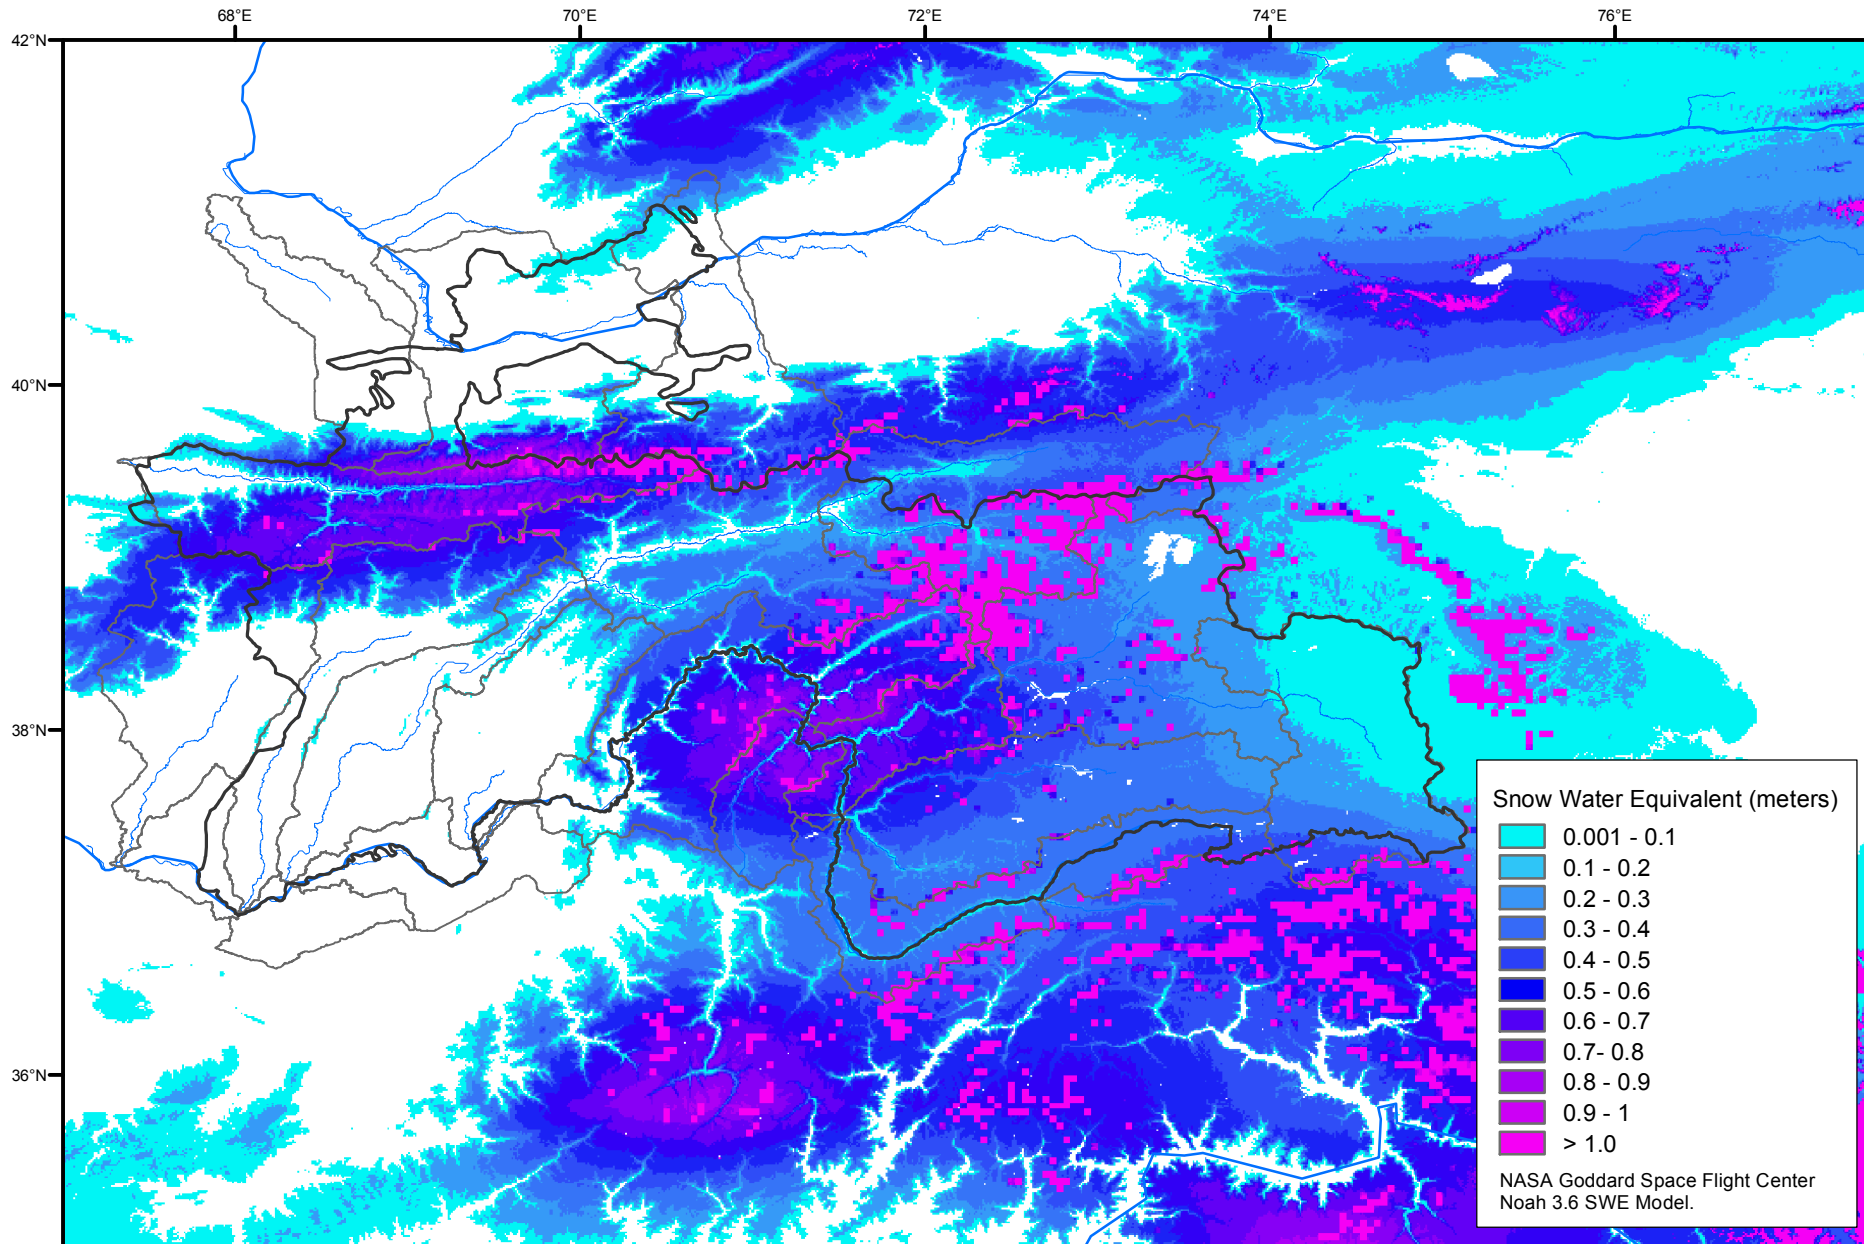 68°E 70°E 72°E 74°E 76°E
42°N
40°N
38°N
36°N
Snow Water Equivalent (meters)
0.001 - 0.1
0.1 - 0.2
0.2 - 0.3
0.3 - 0.4
0.4 - 0.5
0.5 - 0.6
0.6 - 0.7
0.7- 0.8
0.8 - 0.9
0.9 - 1
> 1.0
NASA Goddard Space Flight Center
Noah 3.6 SWE Model.